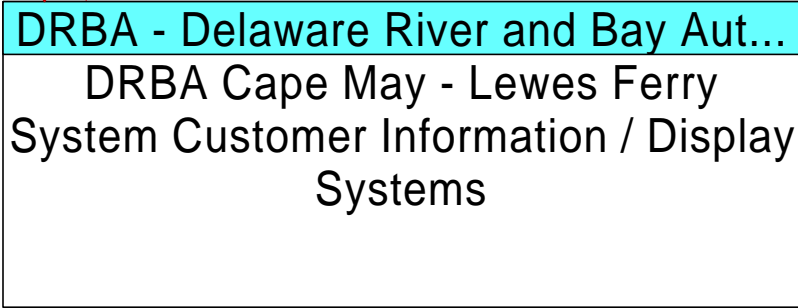 DRBA - Delaware River and Bay Aut...
DRBA Cape May - Lewes Ferry
System Customer Information / Display
Systems